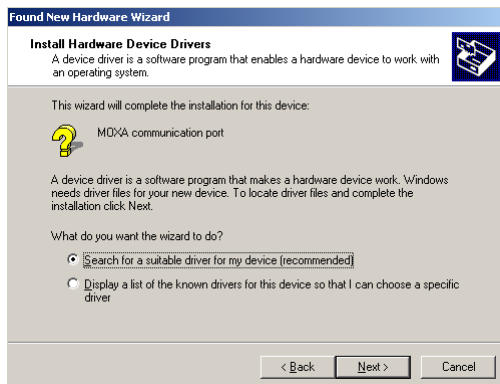 Found New Hardware Wizard
Install Hardware Device Drivers
A device driver is a software program that enables a hardware device to work with
an operating system.
This wizard will complete the installation for this device:
MOXA communication port
A device driver is a software program that makes a hardware device work. Windows
needs driver files for your new device. To locate driver files and complete the
installation click Next.
What do you want the wizard to do?
Search for a suitable driver for my device (recommended)
Display a list of the known drivers for this device so that I can choose a specific
driver
< Back Next > Cancel